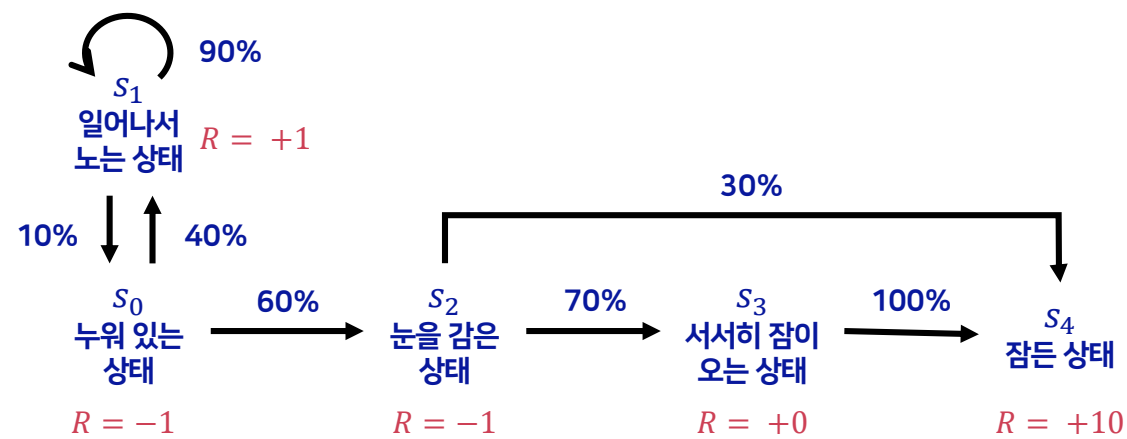 90%
s₁
일어나서
노는 상태
R = +1
30%
10%
40%
s₀
누워 있는
상태
R = −1
60%
s₂
눈을 감은
상태
R = −1
70%
s₃
서서히 잠이
오는 상태
R = +0
100%
s₄
잠든 상태
R = +10